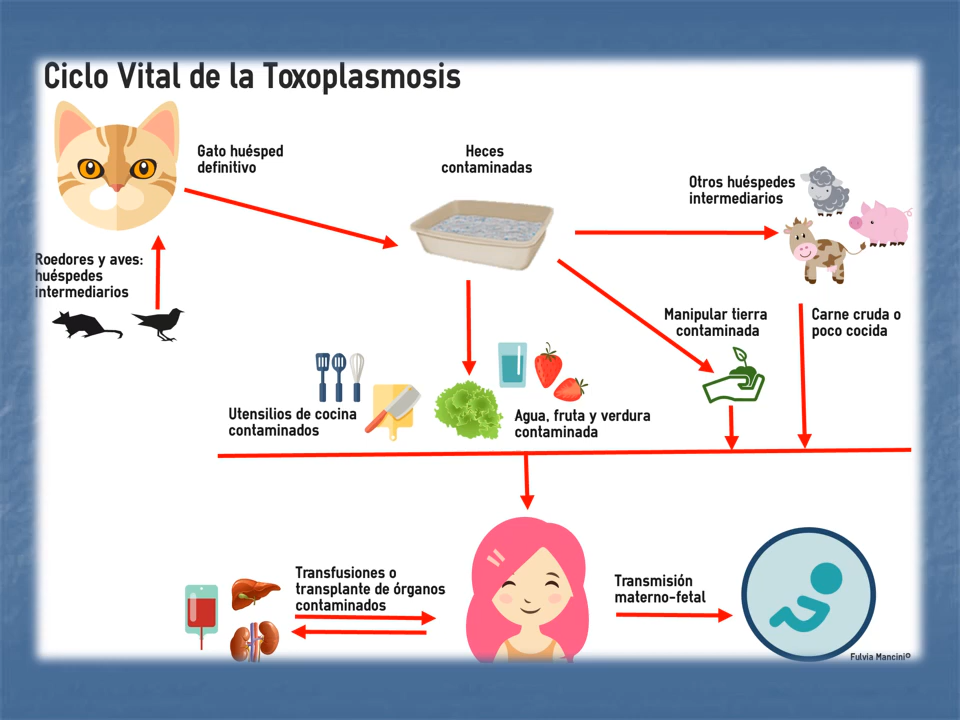 Ciclo Vital de la Toxoplasmosis
Gato huésped
definitivo
Heces
contaminadas
Otros huéspedes
intermediarios
Roedores y aves:
huéspedes
intermediarios
Manipular tierra
contaminada
Carne cruda o
poco cocida
Utensilios de cocina
contaminados
Agua, fruta y verdura
contaminada
Transfusiones o
transplante de órganos
contaminados
Transmisión
materno-fetal
Fulvia Mancini©